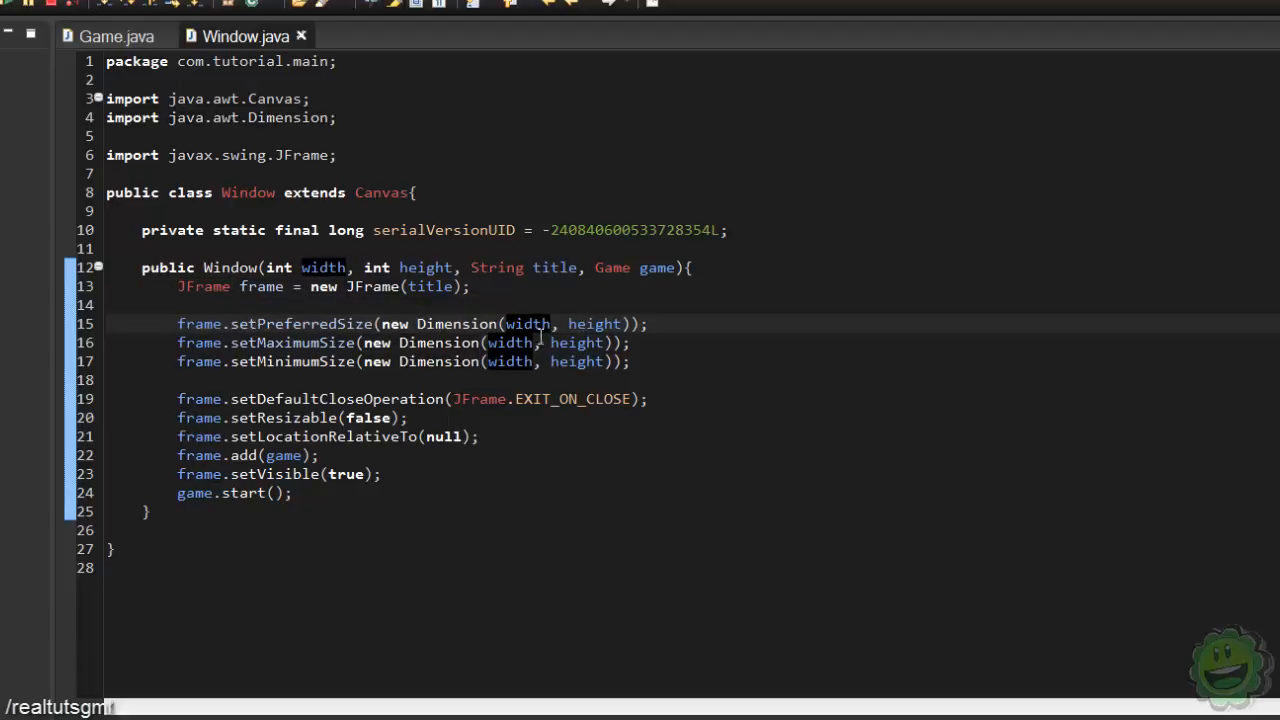 Game.java Window.java
1 package com.tutorial.main;
2
3 import java.awt.Canvas;
4 import java.awt.Dimension;
5
6 import javax.swing.JFrame;
7
8 public class Window extends Canvas{
9
10 private static final long serialVersionUID = -240840600533728354L;
11
12 public Window(int width, int height, String title, Game game){
13 JFrame frame = new JFrame(title);
14
15 frame.setPreferredSize(new Dimension(width, height));
16 frame.setMaximumSize(new Dimension(width, height));
17 frame.setMinimumSize(new Dimension(width, height));
18
19 frame.setDefaultCloseOperation(JFrame.EXIT_ON_CLOSE);
20 frame.setResizable(false);
21 frame.setLocationRelativeTo(null);
22 frame.add(game);
23 frame.setVisible(true);
24 game.start();
25 }
26
27 }
28
/realtutsgm